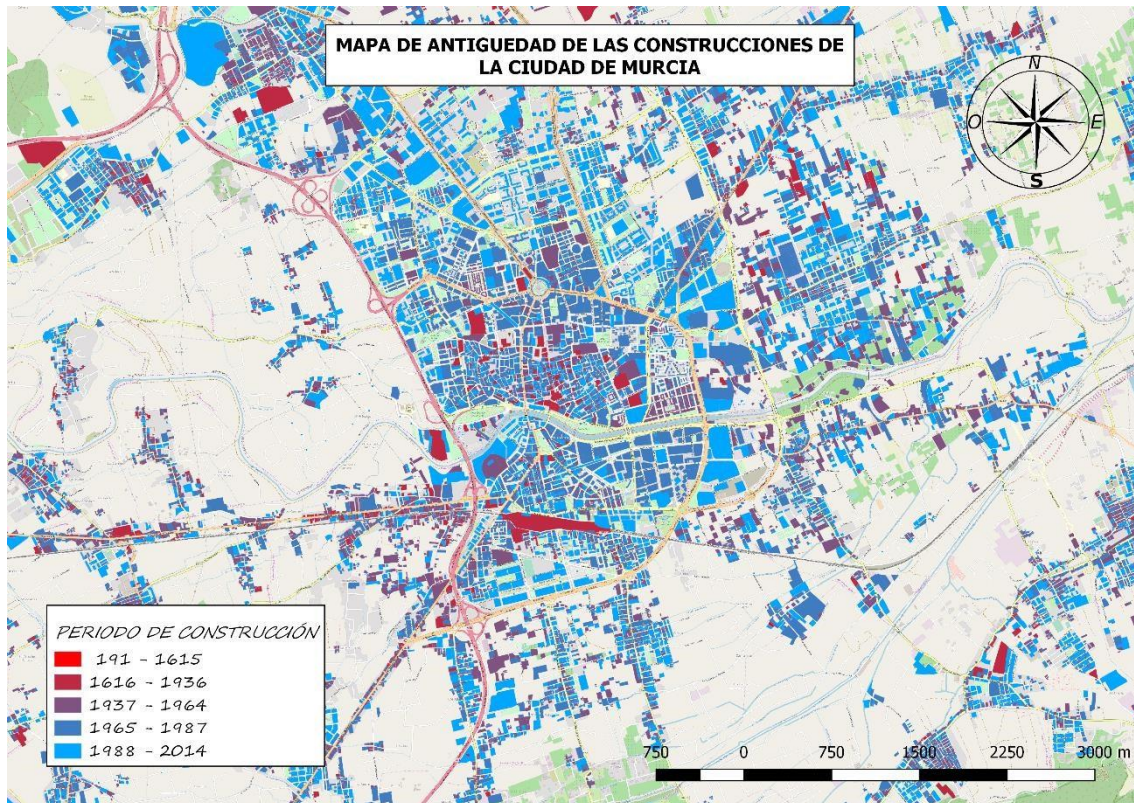 MAPA DE ANTIGUEDAD DE LAS CONSTRUCCIONES DE
LA CIUDAD DE MURCIA
N
O
E
S
PERIODO DE CONSTRUCCIÓN
191 - 1615
1616 - 1936
1937 - 1964
1965 - 1987
1988 - 2014
750 0 750 1500 2250 3000 m